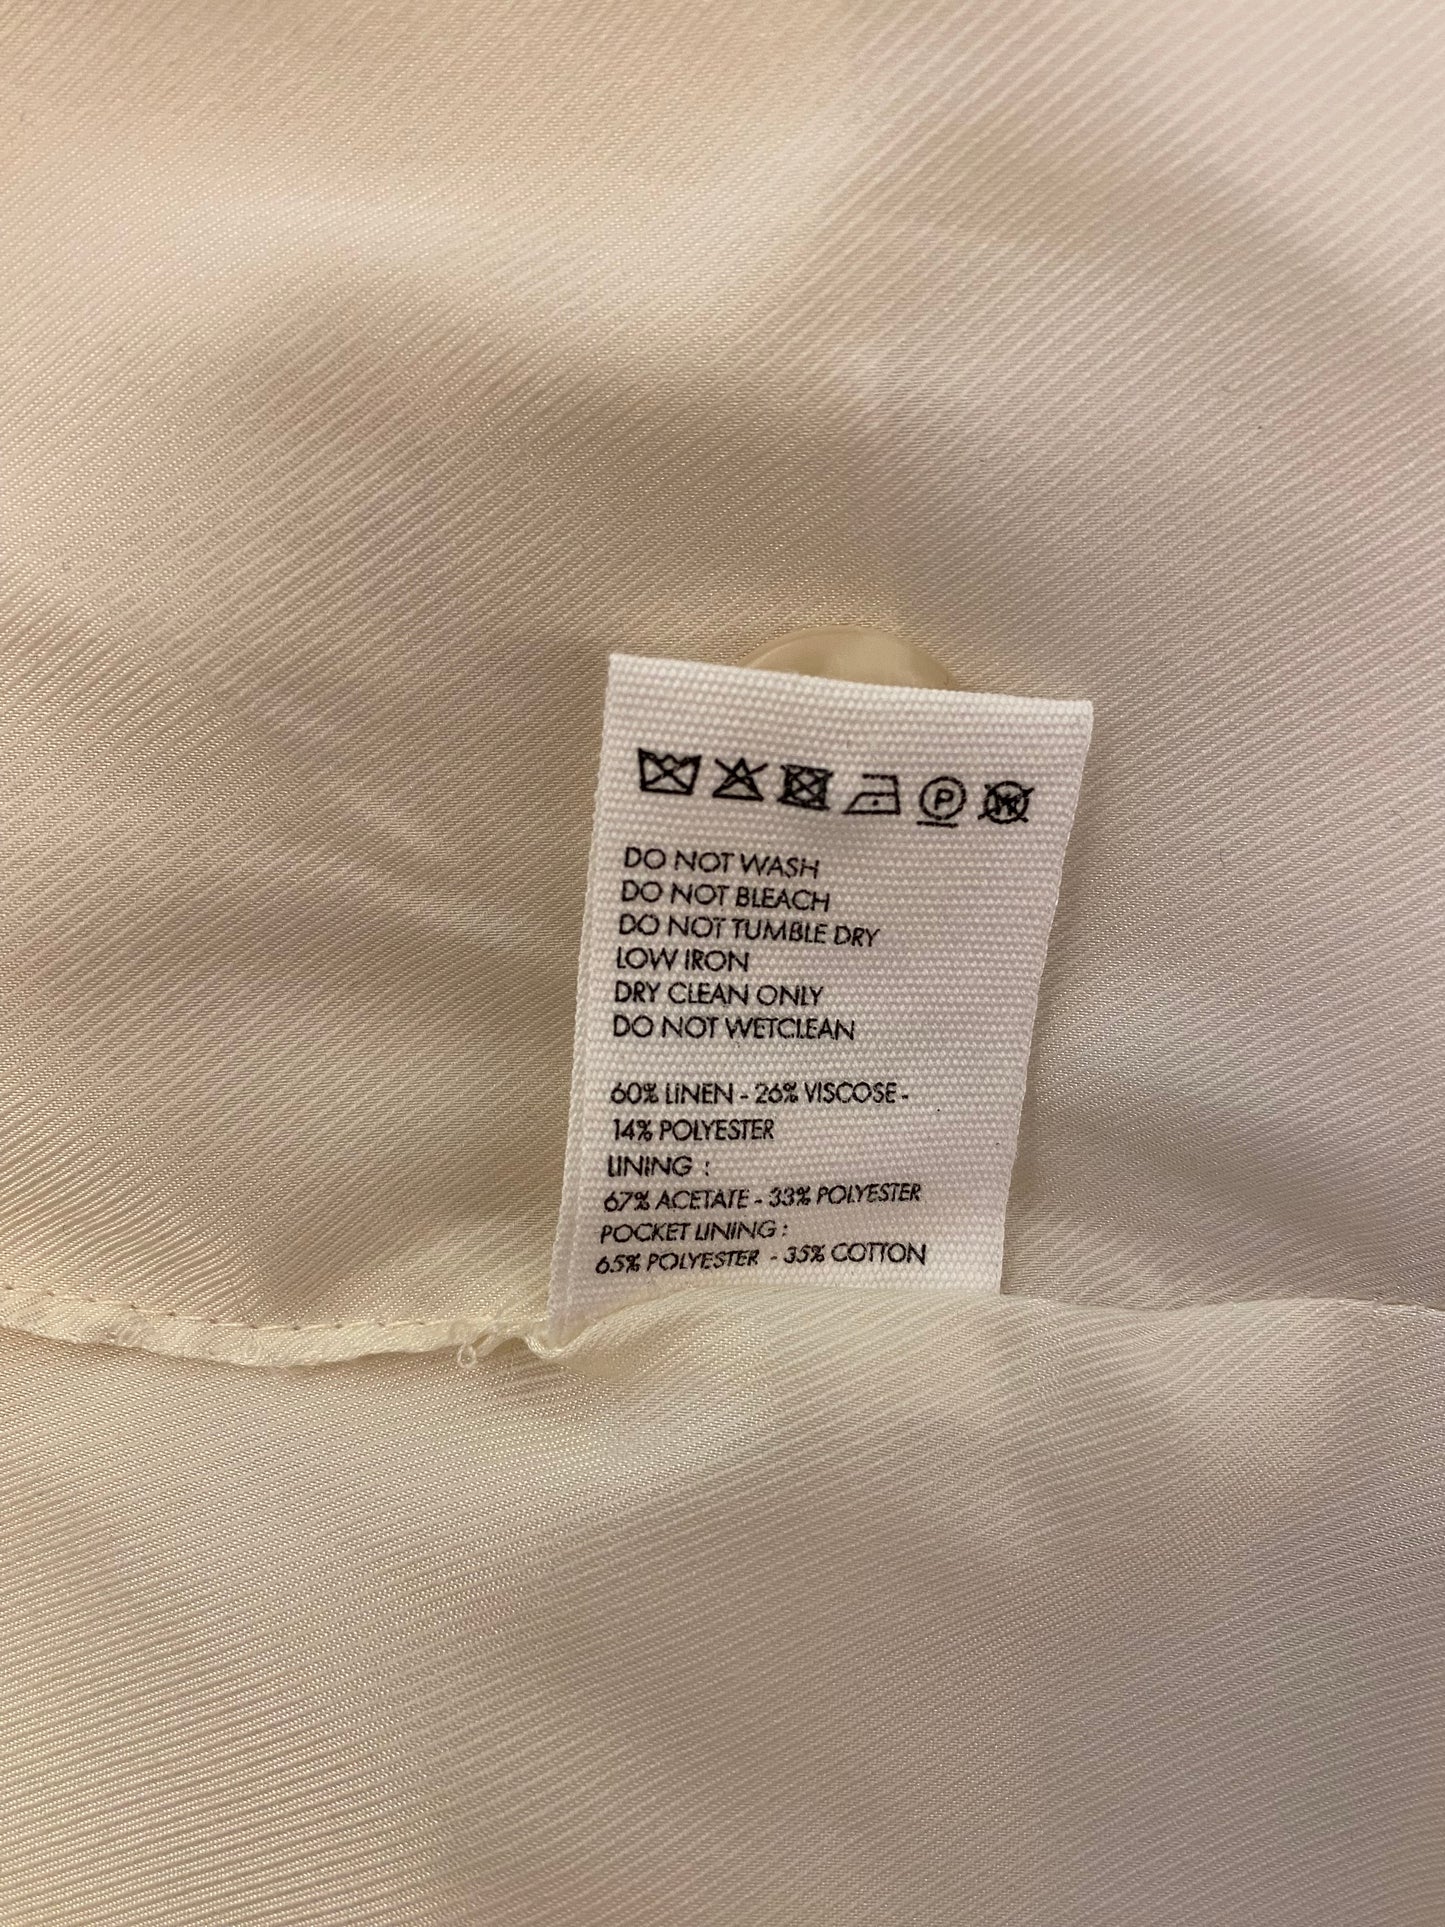 P
DO NOT WASH
DO NOT BLEACH
DO NOT TUMBLE DRY
LOW IRON
DRY CLEAN ONLY
DO NOT WETCLEAN
60% LINEN - 26% VISCOSE -
14% POLYESTER
LINING :
67% ACETATE - 33% POLYESTER
POCKET LINING :
65% POLYESTER - 35% COTTON